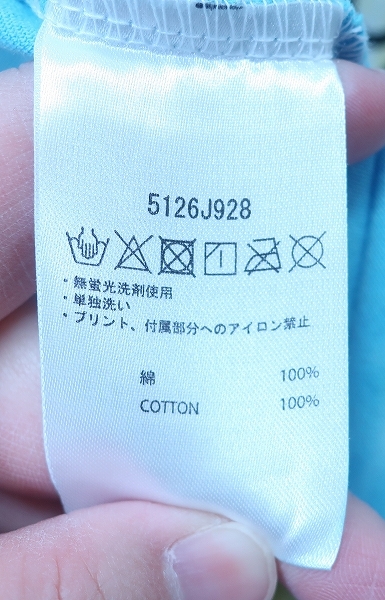 5126J928
・無蛍光洗剤使用
・単独洗い
・プリント、付属部分へのアイロン禁止
綿 100%
COTTON 100%